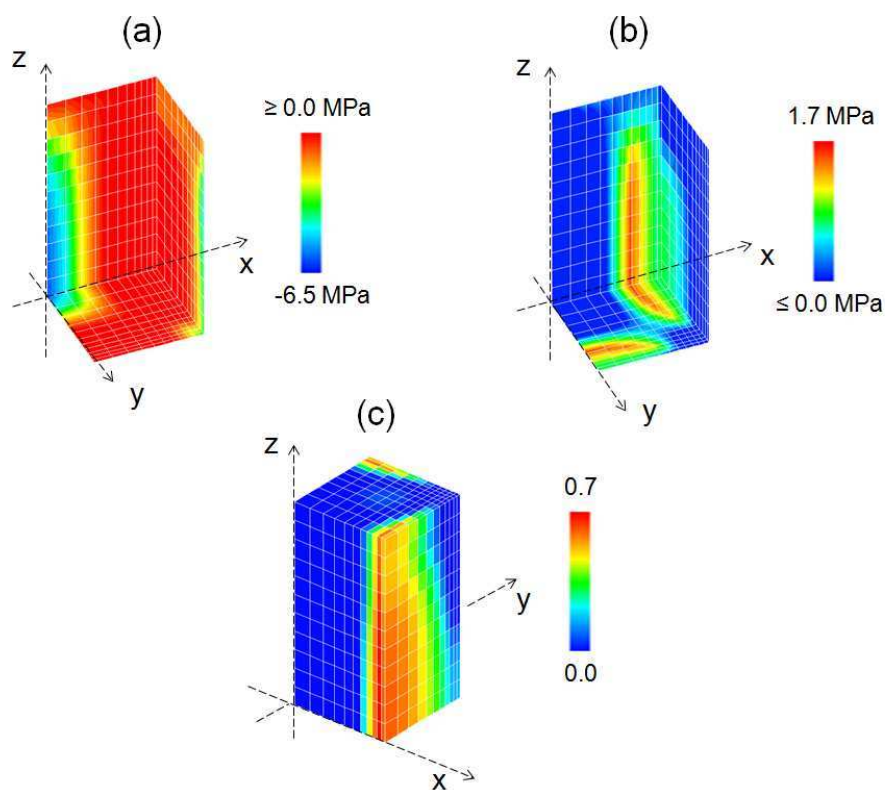 (a)
z
≥ 0.0 MPa
-6.5 MPa
x
y
(b)
z
1.7 MPa
≤ 0.0 MPa
x
y
(c)
z
0.7
0.0
y
x